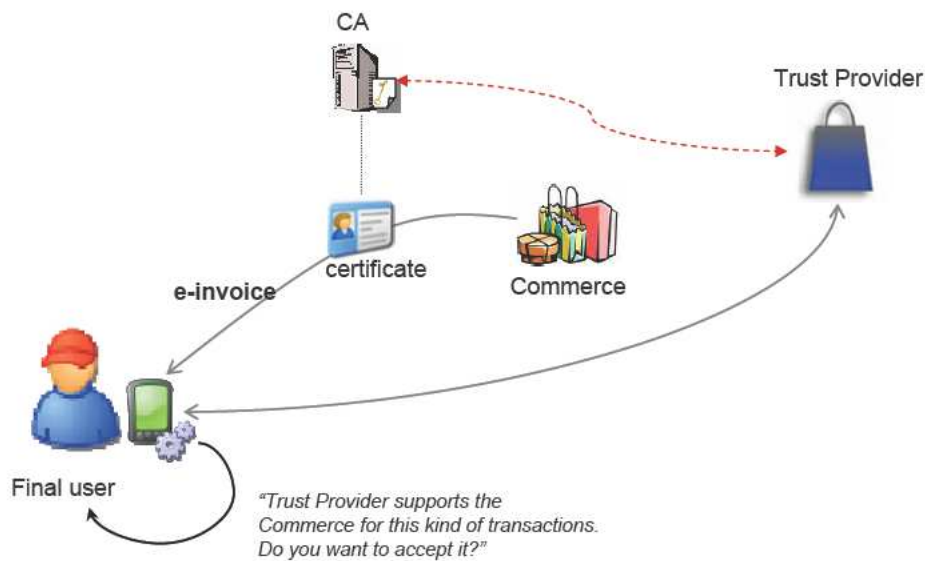 CA
Trust Provider
certificate
Commerce
e-invoice
Final user
“Trust Provider supports the
Commerce for this kind of transactions.
Do you want to accept it?”